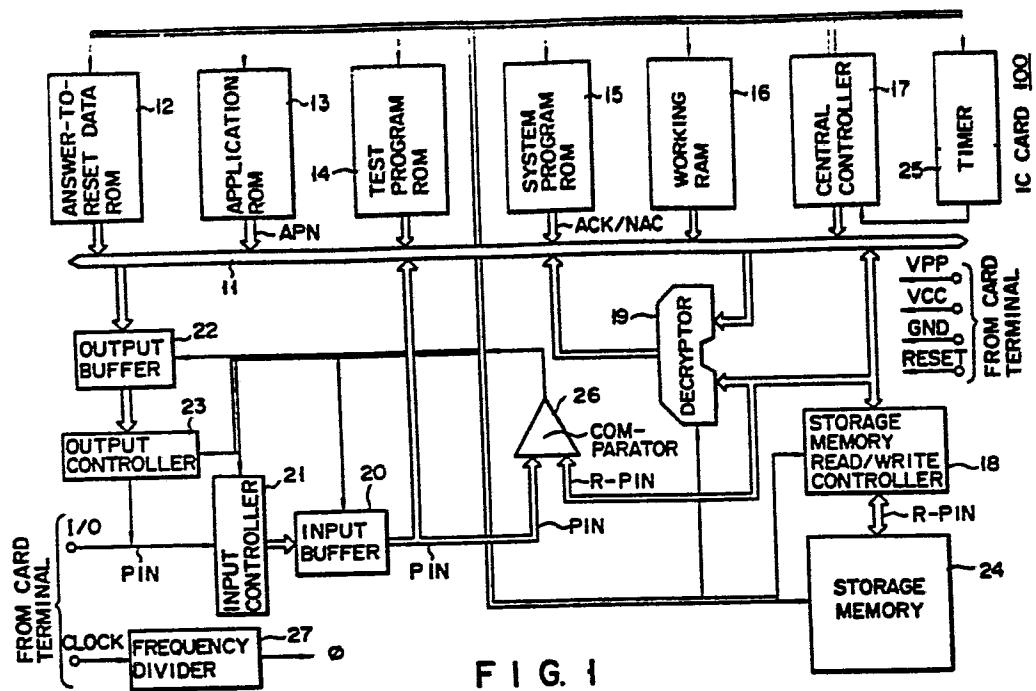 ANSWER-TO-
RESET DATA
ROM
12
APPLICATION
ROM
13
TEST PROGRAM
ROM
14
SYSTEM PROGRAM
ROM
15
WORKING
RAM
16
CENTRAL
CONTROLLER
17
TIMER
25
IC CARD 100
APN
ACK/NAC
11
OUTPUT
BUFFER
22
OUTPUT
CONTROLLER
23
INPUT
CONTROLLER
21
INPUT
BUFFER
20
COM-
PARATOR
26
DECRYPTOR
19
VPP
VCC
GND
RESET
FROM CARD
TERMINAL
STORAGE
MEMORY
READ/WRITE
CONTROLLER
18
R-PIN
R-PIN
PIN
PIN
PIN
I/O
CLOCK
FROM CARD
TERMINAL
FREQUENCY
DIVIDER
27
Ø
STORAGE
MEMORY
24
FIG. 1